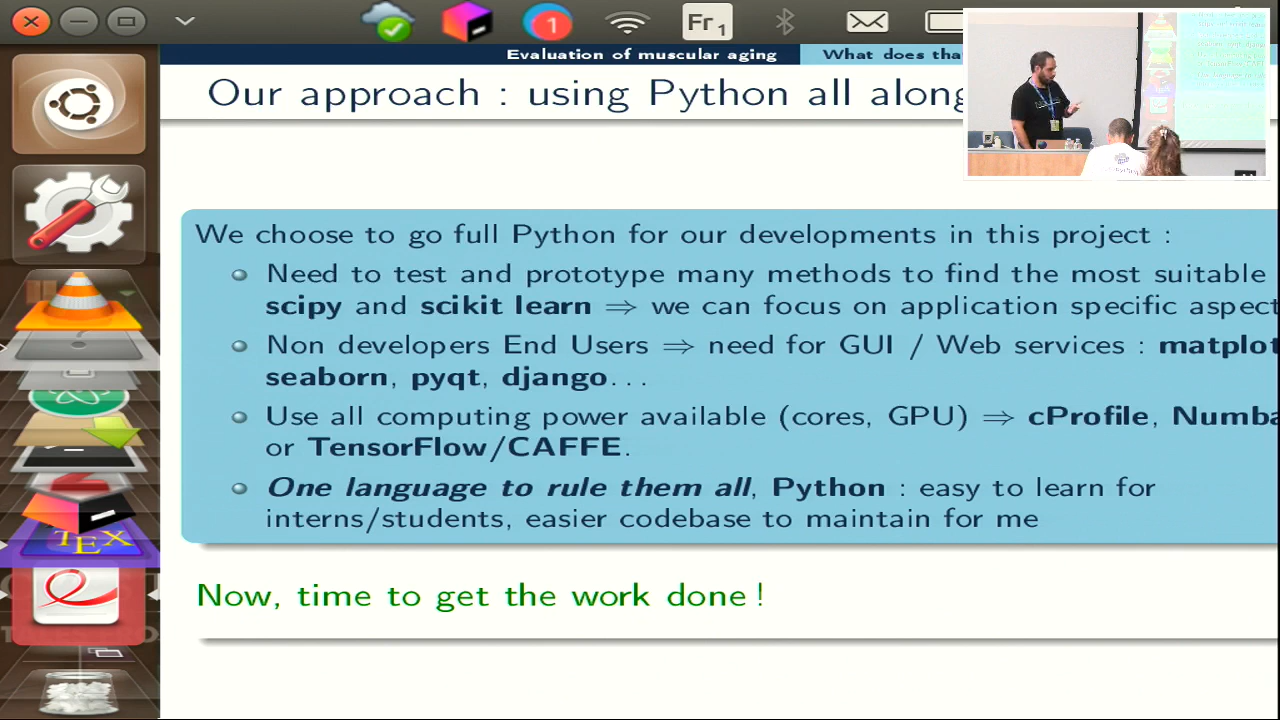 1
Fr 1
Evaluation of muscular aging What does tha
Our approach : using Python all along
We choose to go full Python for our developments in this project :
Need to test and prototype many methods to find the most suitable
scipy and scikit learn ⇒ we can focus on application specific aspect
Non developers End Users ⇒ need for GUI / Web services : matplot
seaborn, pyqt, django...
Use all computing power available (cores, GPU) ⇒ cProfile, Numba
or TensorFlow/CAFFE.
One language to rule them all, Python : easy to learn for
interns/students, easier codebase to maintain for me
Now, time to get the work done !
TEX